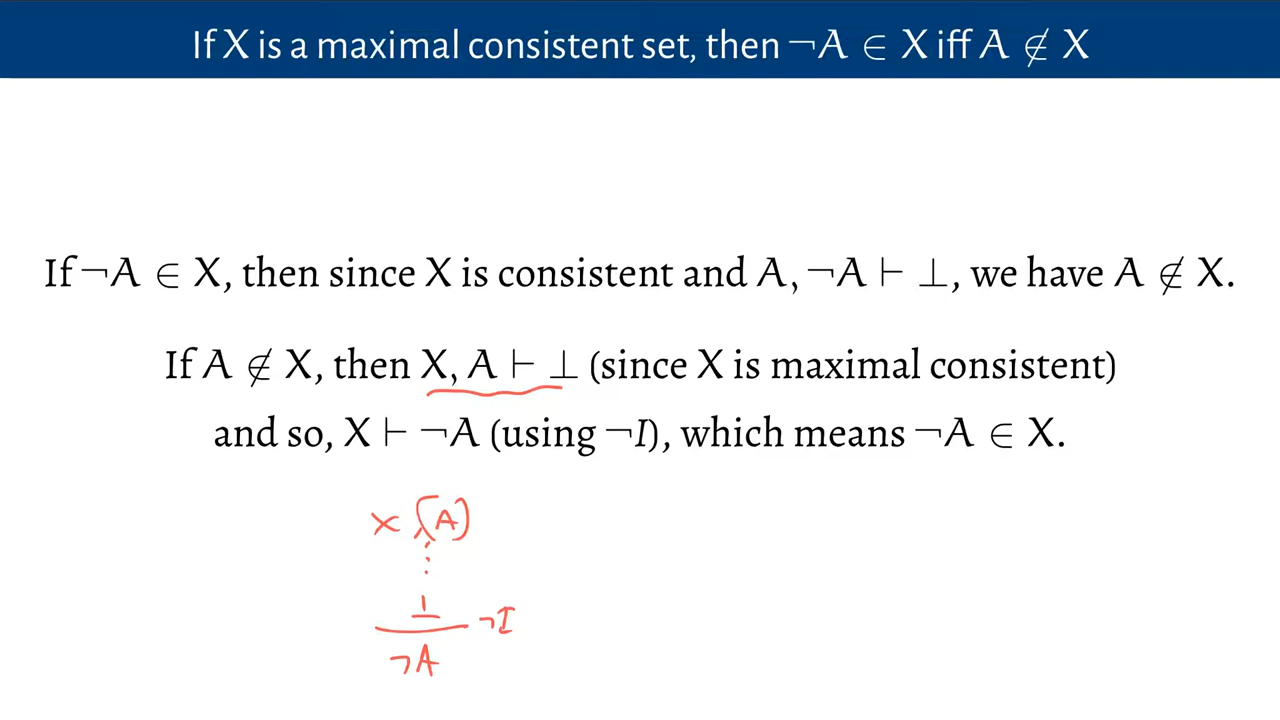 If X is a maximal consistent set, then ¬A ∈ X iff A ∉ X
If ¬A ∈ X, then since X is consistent and A, ¬A ⊢ ⊥, we have A ∉ X.
If A ∉ X, then X, A ⊢ ⊥ (since X is maximal consistent)
and so, X ⊢ ¬A (using ¬I), which means ¬A ∈ X.
X, (A)
⋮
⊥
¬I
¬A